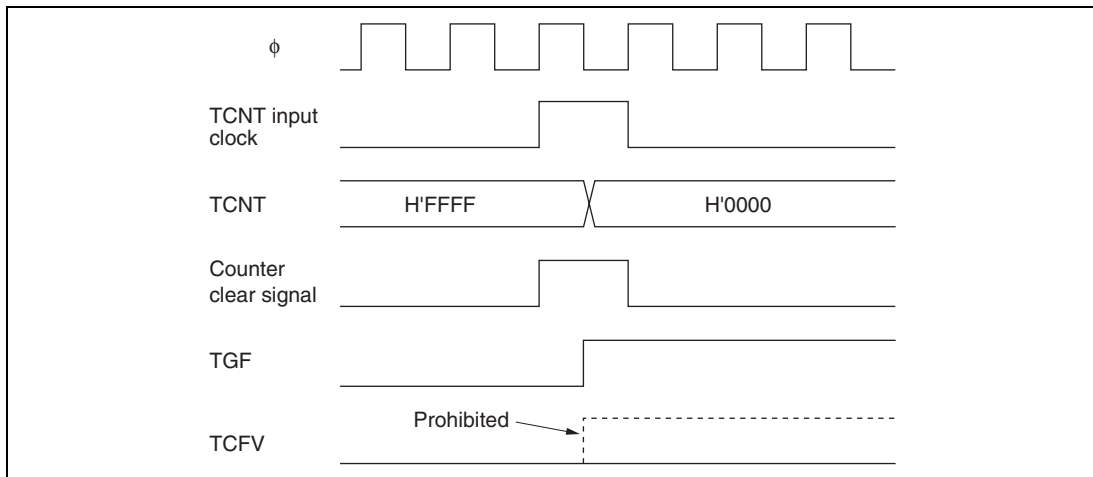 ϕ
TCNT input
clock
TCNT
H'FFFF
H'0000
Counter
clear signal
TGF
Prohibited
TCFV